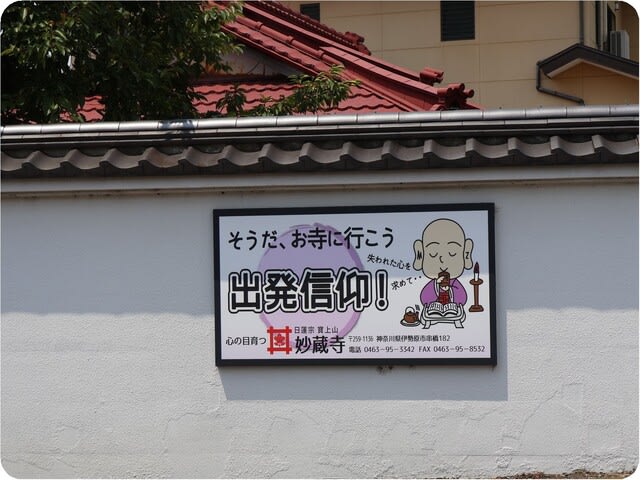 そうだ、お寺に行こう
失われた心を
求めて・・
出発信仰!
心の目育つ
日蓮宗 寶上山
妙蔵寺
〒259-1136 神奈川県伊勢原市串橋182
電話 0463-95-3342 FAX 0463-95-8532